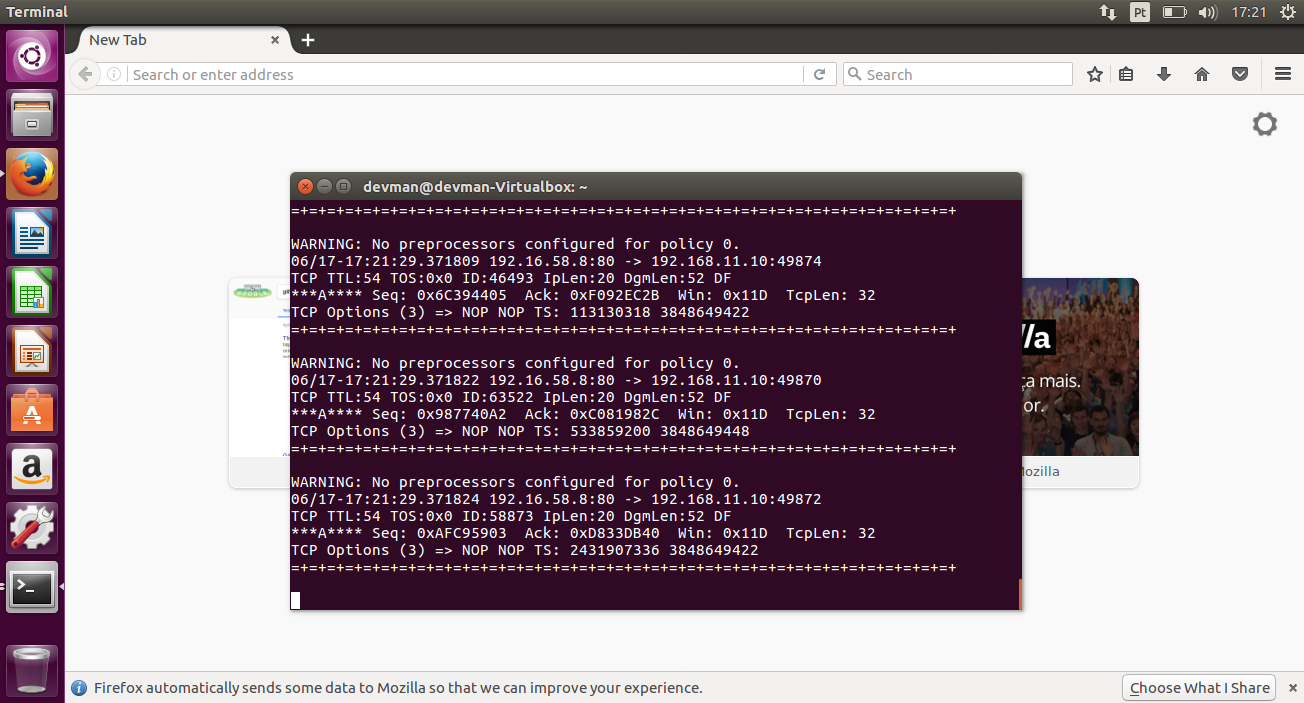 Terminal
Pt
17:21
New Tab
Search or enter address
Search
devman@devman-Virtualbox: ~
=+=+=+=+=+=+=+=+=+=+=+=+=+=+=+=+=+=+=+=+=+=+=+=+=+=+=+=+=+=+=+=+=+=+=+=+=+
WARNING: No preprocessors configured for policy 0.
06/17-17:21:29.371809 192.16.58.8:80 -> 192.168.11.10:49874
TCP TTL:54 TOS:0x0 ID:46493 IpLen:20 DgmLen:52 DF
***A**** Seq: 0x6C394405  Ack: 0xF092EC2B  Win: 0x11D  TcpLen: 32
TCP Options (3) => NOP NOP TS: 113130318 3848649422
=+=+=+=+=+=+=+=+=+=+=+=+=+=+=+=+=+=+=+=+=+=+=+=+=+=+=+=+=+=+=+=+=+=+=+=+=+
WARNING: No preprocessors configured for policy 0.
06/17-17:21:29.371822 192.16.58.8:80 -> 192.168.11.10:49870
TCP TTL:54 TOS:0x0 ID:63522 IpLen:20 DgmLen:52 DF
***A**** Seq: 0x987740A2  Ack: 0xC081982C  Win: 0x11D  TcpLen: 32
TCP Options (3) => NOP NOP TS: 533859200 3848649448
=+=+=+=+=+=+=+=+=+=+=+=+=+=+=+=+=+=+=+=+=+=+=+=+=+=+=+=+=+=+=+=+=+=+=+=+=+
WARNING: No preprocessors configured for policy 0.
06/17-17:21:29.371824 192.16.58.8:80 -> 192.168.11.10:49872
TCP TTL:54 TOS:0x0 ID:58873 IpLen:20 DgmLen:52 DF
***A**** Seq: 0xAFC95903  Ack: 0xD833DB40  Win: 0x11D  TcpLen: 32
TCP Options (3) => NOP NOP TS: 2431907336 3848649422
=+=+=+=+=+=+=+=+=+=+=+=+=+=+=+=+=+=+=+=+=+=+=+=+=+=+=+=+=+=+=+=+=+=+=+=+=+
//a
ça mais.
or.
Mozilla
Firefox automatically sends some data to Mozilla so that we can improve your experience.
Choose What I Share